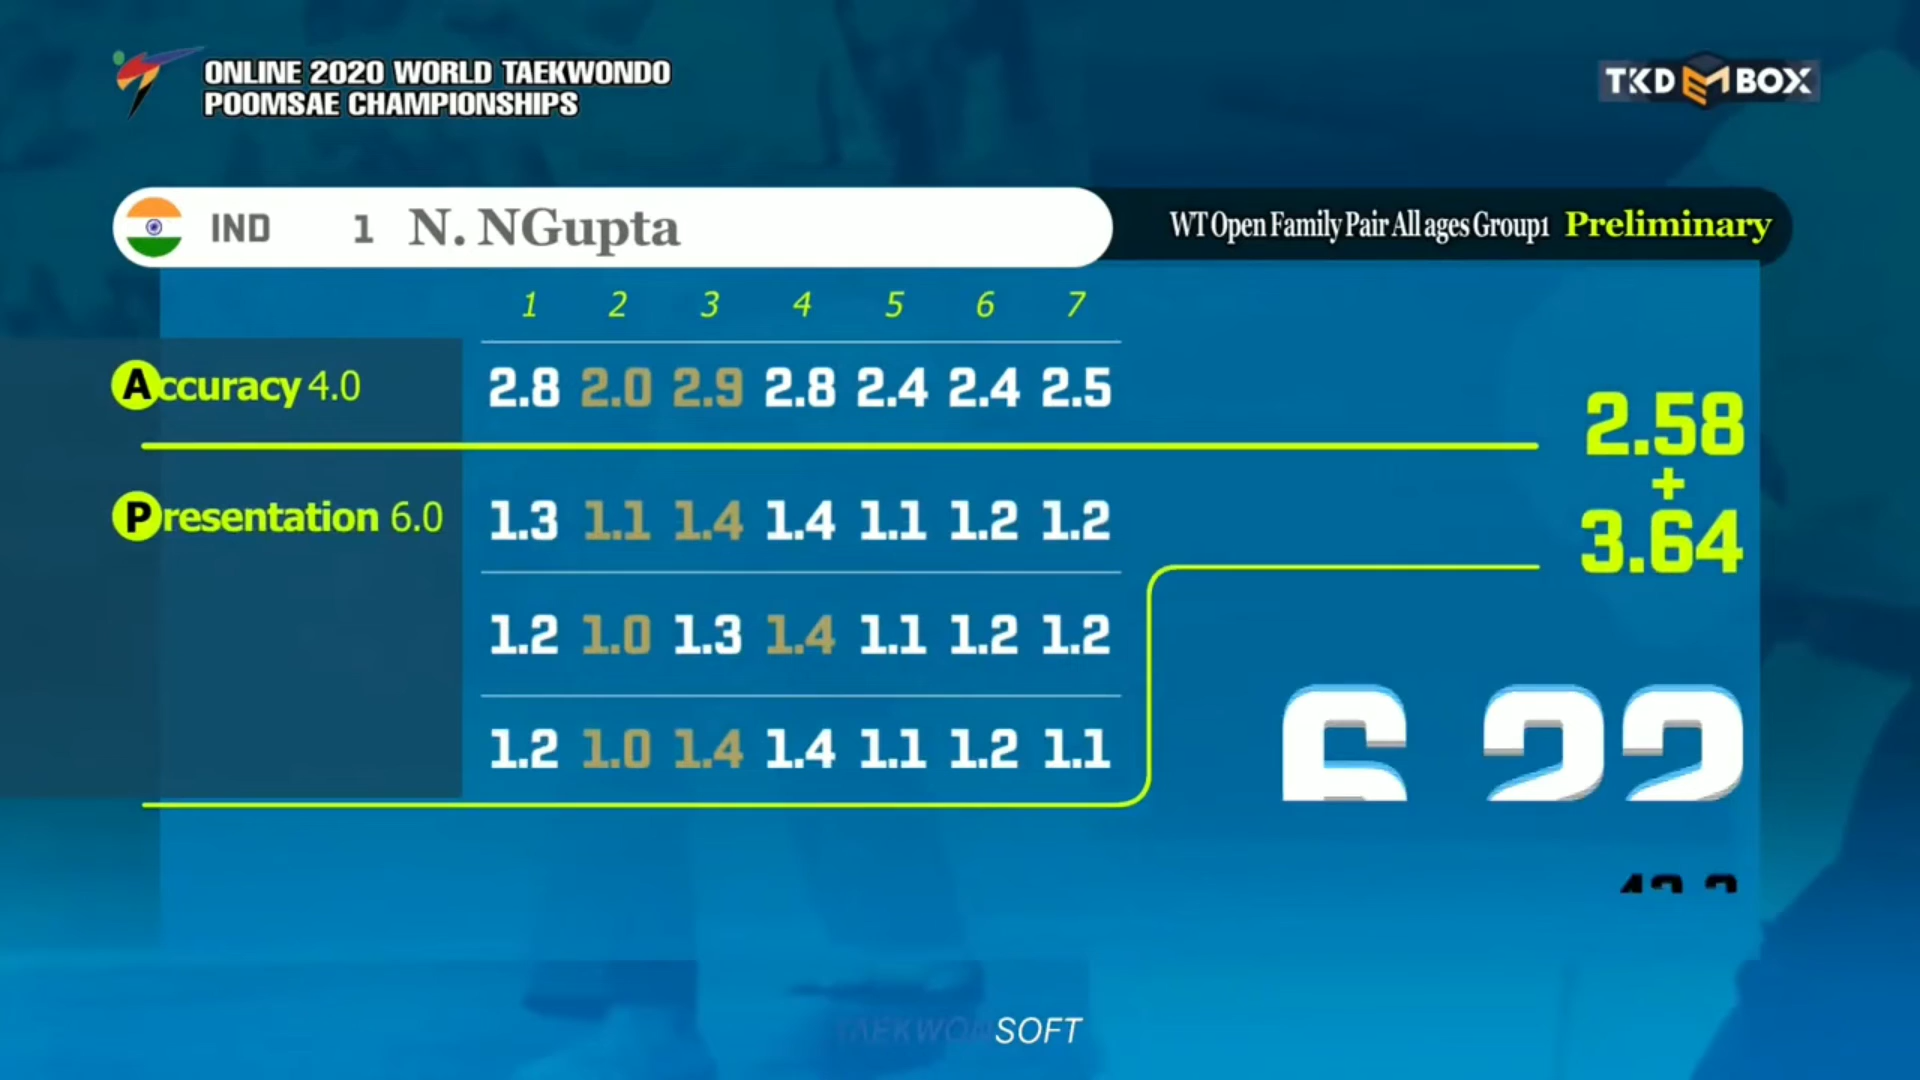 ONLINE 2020 WORLD TAEKWONDO
POOMSAE CHAMPIONSHIPS
TKD BOX
IND 1 N. NGupta
WT Open Family Pair All ages Group1 Preliminary
1 2 3 4 5 6 7
Accuracy 4.0 2.8 2.0 2.9 2.8 2.4 2.4 2.5
2.58
+
Presentation 6.0 1.3 1.1 1.4 1.4 1.1 1.2 1.2
3.64
1.2 1.0 1.3 1.4 1.1 1.2 1.2
1.2 1.0 1.4 1.4 1.1 1.2 1.1
6 22
TAEKWONSOFT